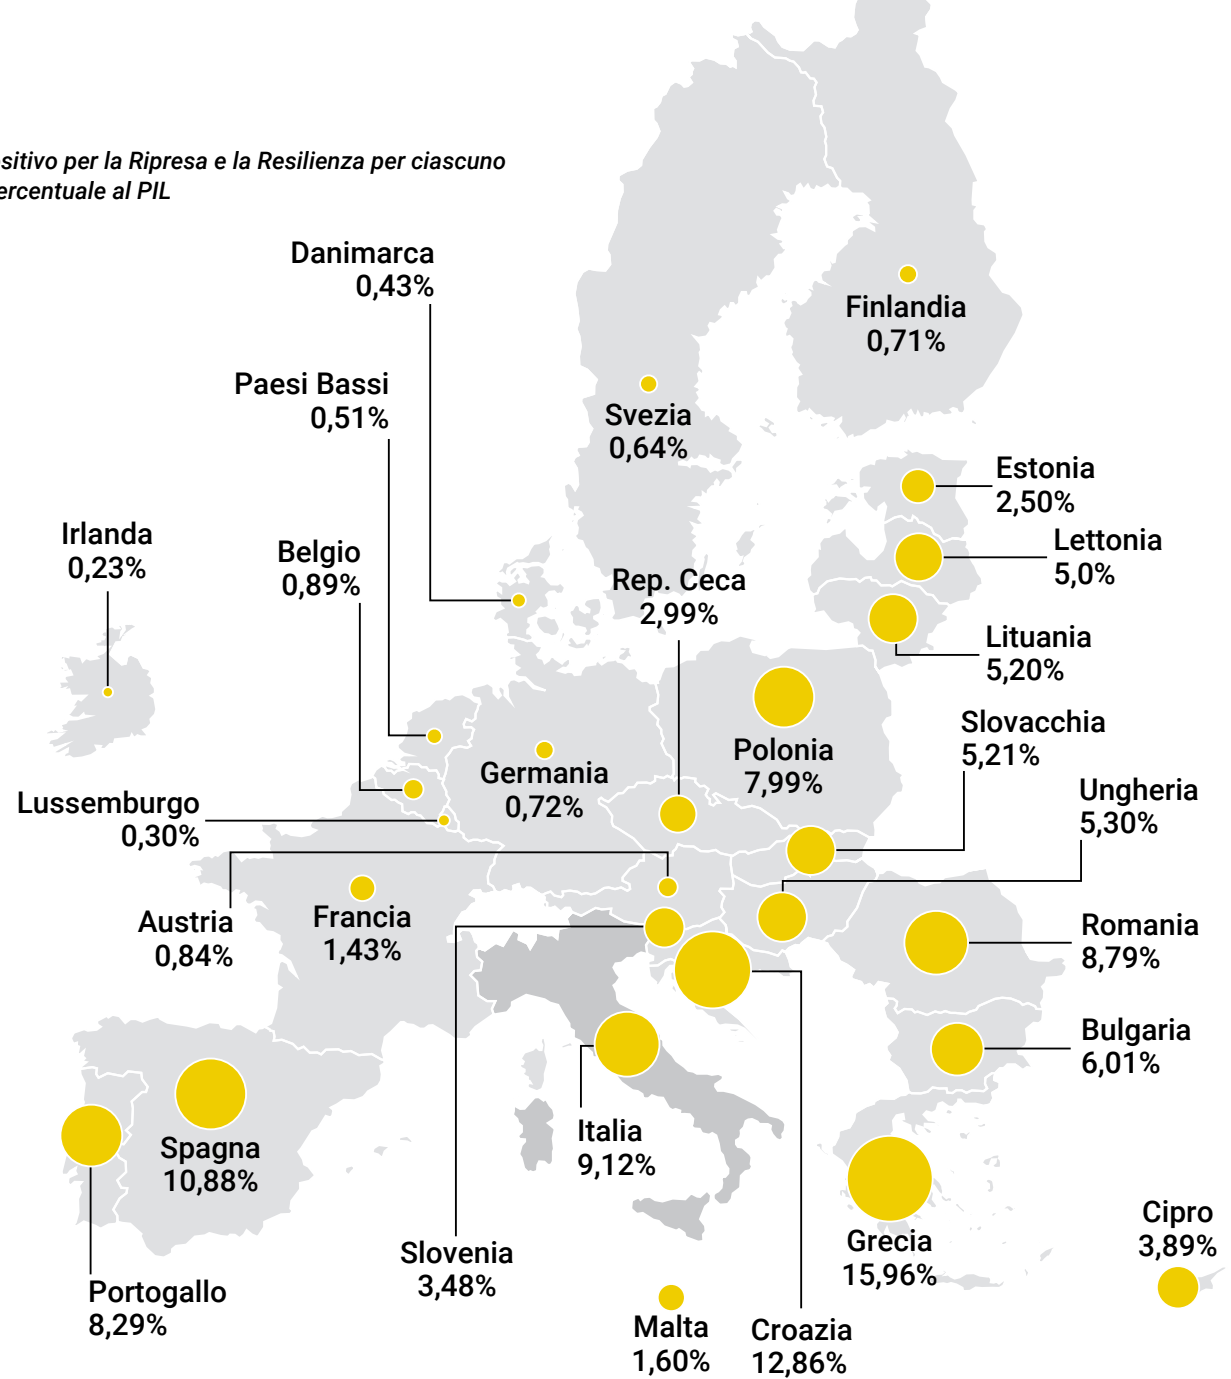 sitivo per la Ripresa e la Resilienza per ciascuno
ercentuale al PIL
Danimarca
0,43%
Finlandia
0,71%
Paesi Bassi
0,51%
Svezia
0,64%
Estonia
2,50%
Irlanda
0,23%
Belgio
0,89%
Lettonia
5,0%
Rep. Ceca
2,99%
Lituania
5,20%
Slovacchia
5,21%
Polonia
7,99%
Germania
0,72%
Ungheria
5,30%
Lussemburgo
0,30%
Austria
0,84%
Francia
1,43%
Romania
8,79%
Bulgaria
6,01%
Italia
9,12%
Spagna
10,88%
Cipro
3,89%
Grecia
15,96%
Slovenia
3,48%
Portogallo
8,29%
Malta
1,60%
Croazia
12,86%